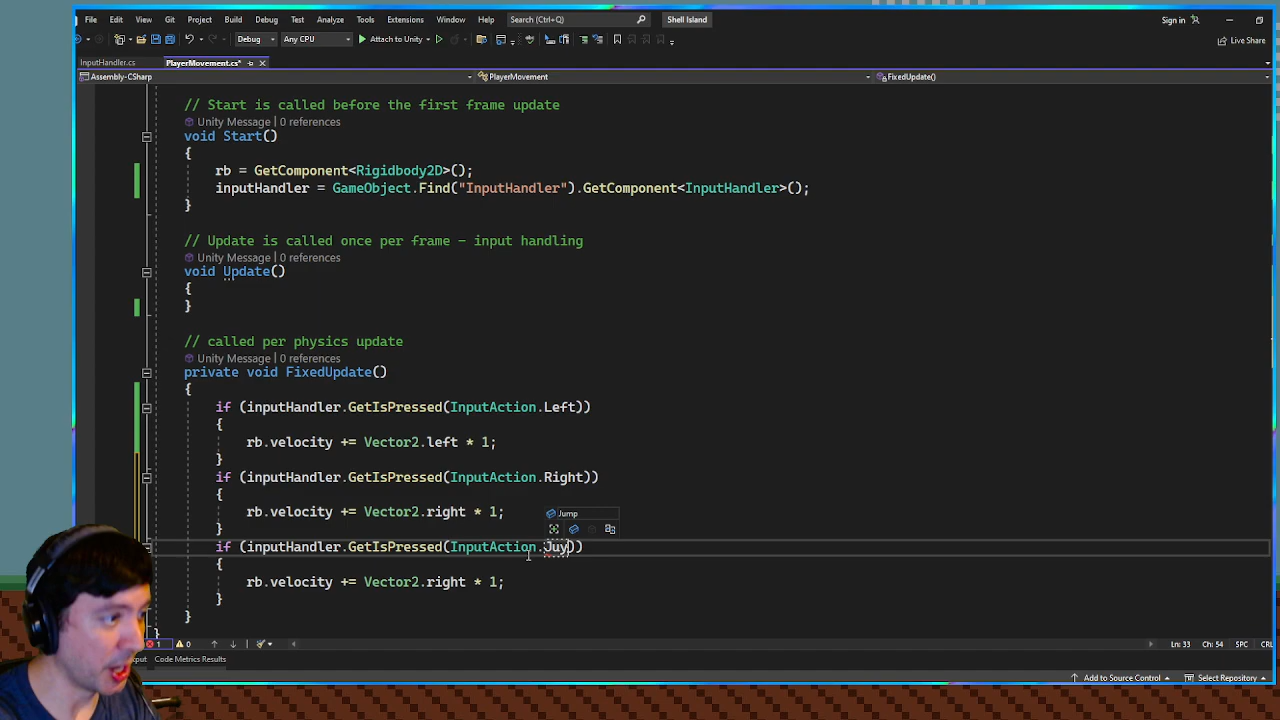 File Edit View Git Project Build Debug Test Analyze Tools Extensions Window Help Search (Ctrl+Q) Shell Island Sign in
Debug Any CPU Attach to Unity Live Share
InputHandler.cs PlayerMovement.cs*
Assembly-CSharp PlayerMovement FixedUpdate()
// Start is called before the first frame update
Unity Message | 0 references
void Start()
{
rb = GetComponent<Rigidbody2D>();
inputHandler = GameObject.Find("InputHandler").GetComponent<InputHandler>();
}
// Update is called once per frame - input handling
Unity Message | 0 references
void Update()
{
}
// called per physics update
Unity Message | 0 references
private void FixedUpdate()
{
if (inputHandler.GetIsPressed(InputAction.Left))
{
rb.velocity += Vector2.left * 1;
}
if (inputHandler.GetIsPressed(InputAction.Right))
{
rb.velocity += Vector2.right * 1;
Jump
}
if (inputHandler.GetIsPressed(InputAction.Juy))
{
rb.velocity += Vector2.right * 1;
}
}
}
1 0 Ln: 33 Ch: 54 SPC
Code Metrics Results
Add to Source Control Select Repository